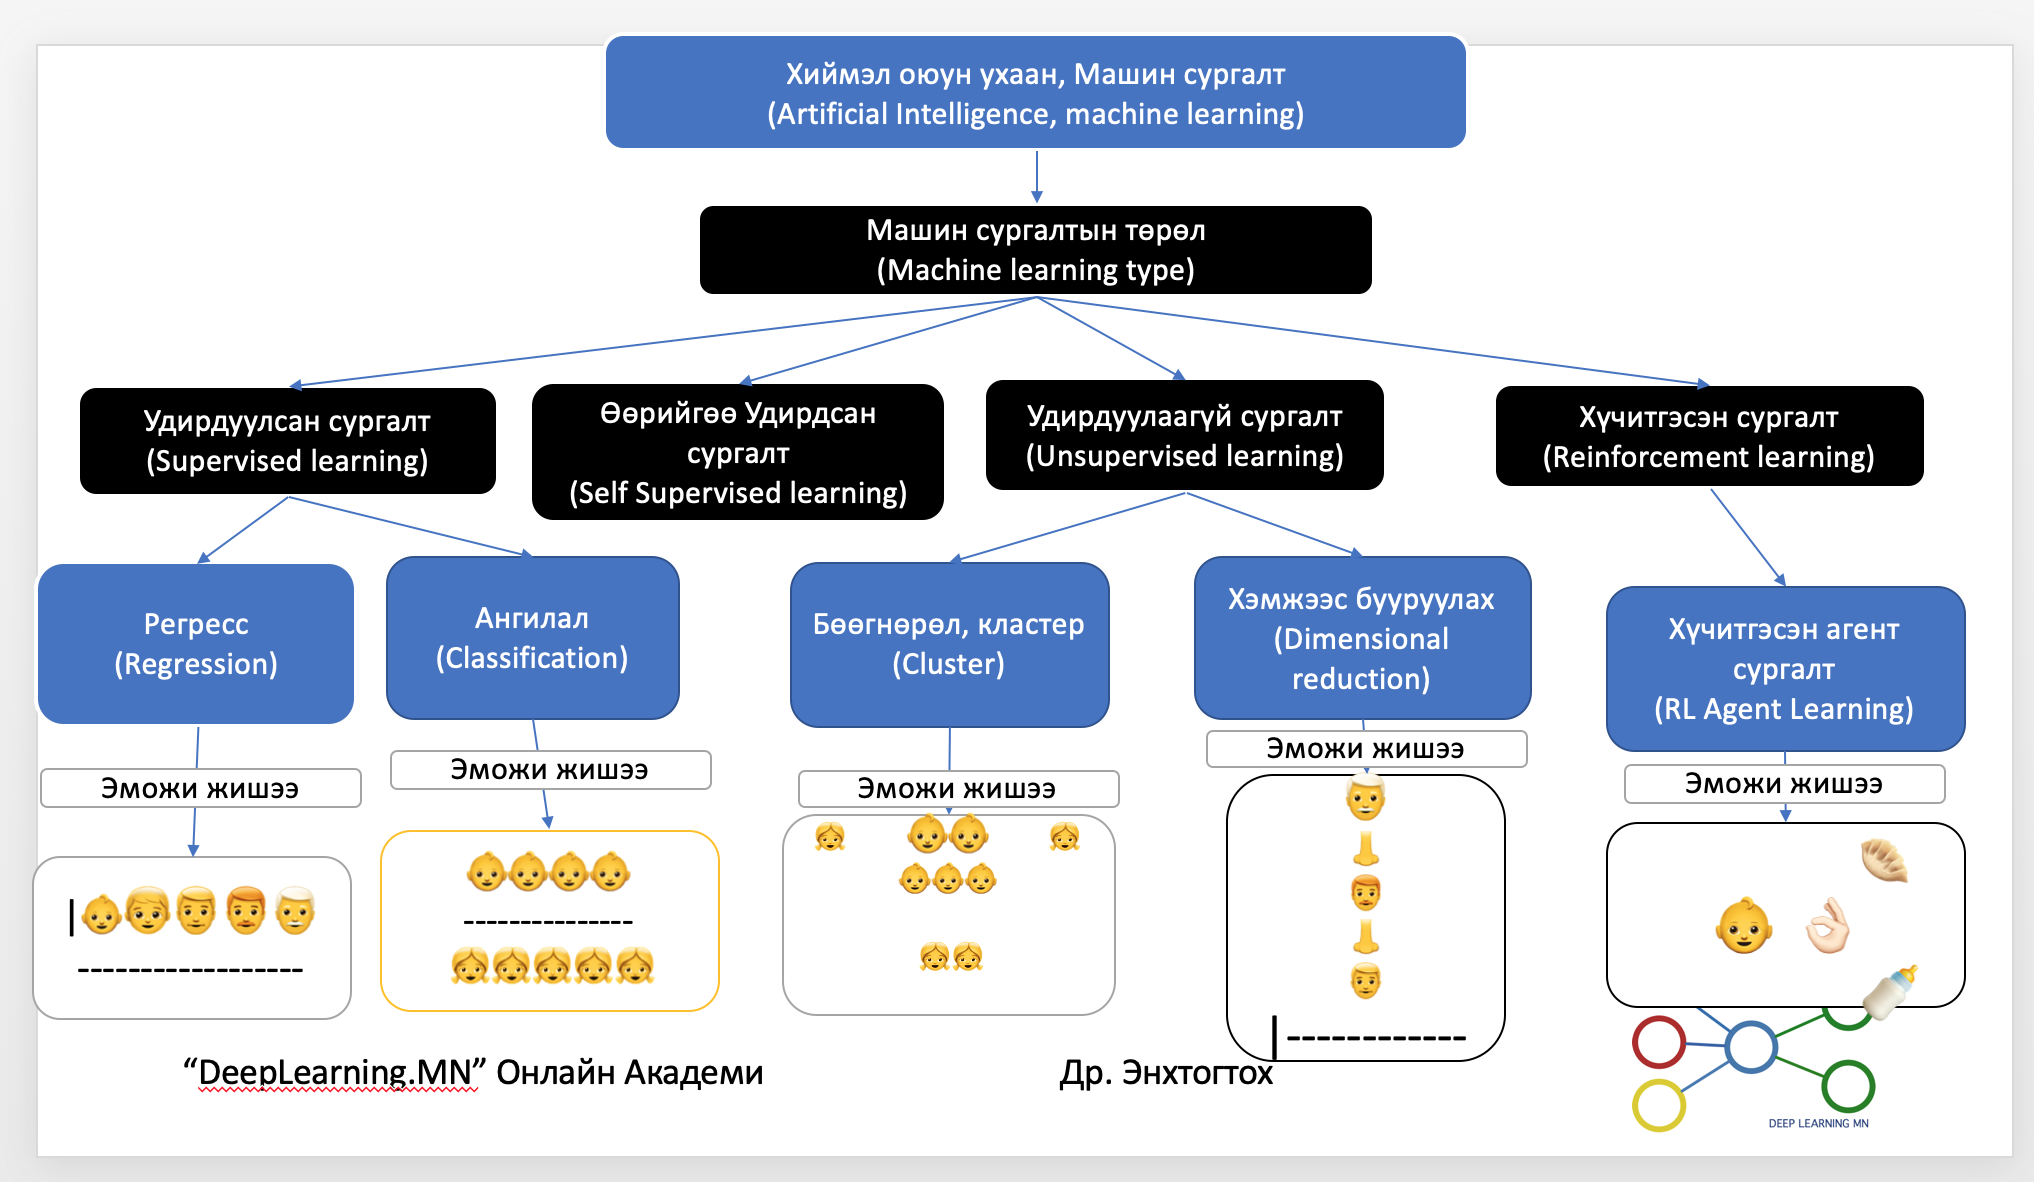 Хиймэл оюун ухаан, Машин сургалт
(Artificial Intelligence, machine learning)
Машин сургалтын төрөл
(Machine learning type)
Удирдуулсан сургалт
(Supervised learning)
Өөрийгөө Удирдсан
сургалт
(Self Supervised learning)
Удирдуулаагүй сургалт
(Unsupervised learning)
Хүчитгэсэн сургалт
(Reinforcement learning)
Регресс
(Regression)
Ангилал
(Classification)
Бөөгнөрөл, кластер
(Cluster)
Хэмжээс бууруулах
(Dimensional
reduction)
Хүчитгэсэн агент
сургалт
(RL Agent Learning)
Эможи жишээ
Эможи жишээ
Эможи жишээ
Эможи жишээ
Эможи жишээ
“DeepLearning.MN” Онлайн Академи
Др. Энхтогтох
DEEP LEARNING MN